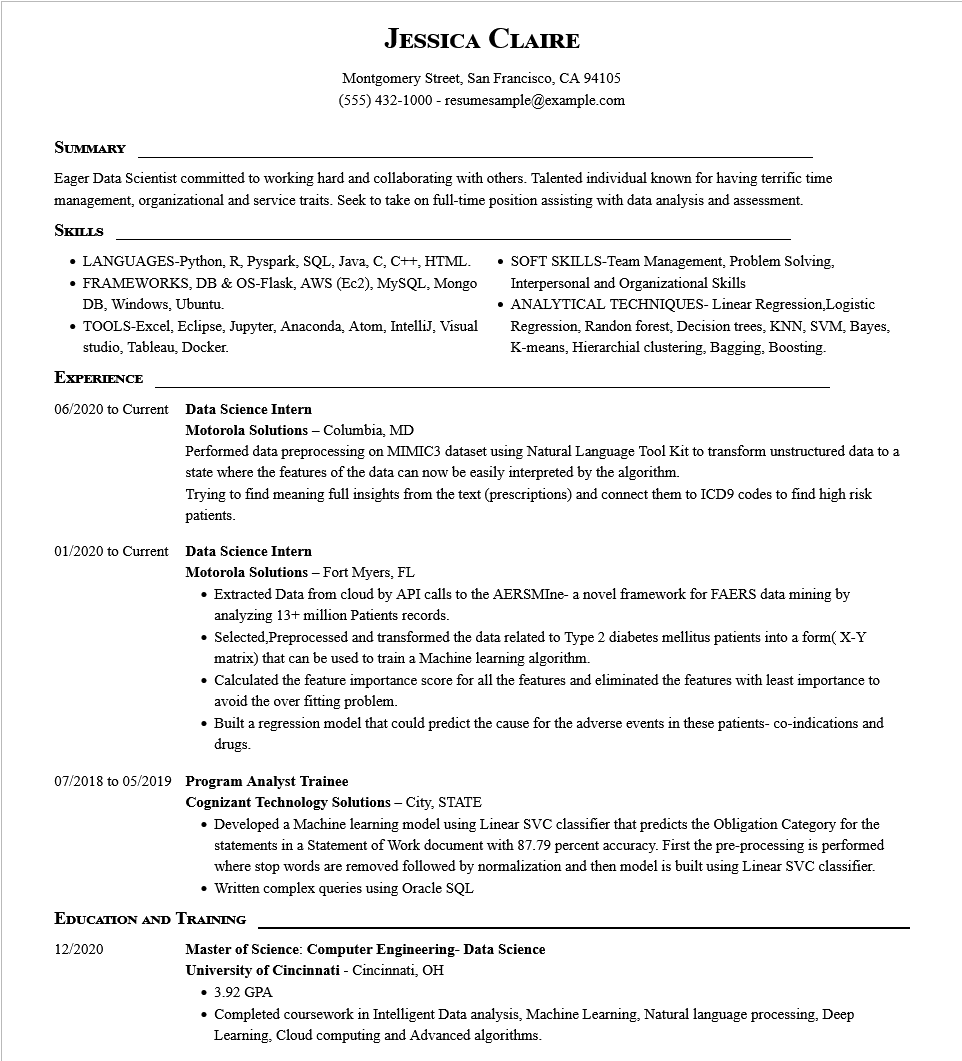 Jessica Claire
Montgomery Street, San Francisco, CA 94105
(555) 432-1000 - resumesample@example.com
Summary
Eager Data Scientist committed to working hard and collaborating with others. Talented individual known for having terrific time
management, organizational and service traits. Seek to take on full-time position assisting with data analysis and assessment.
Skills
• LANGUAGES-Python, R, Pyspark, SQL, Java, C, C++, HTML.
• FRAMEWORKS, DB & OS-Flask, AWS (Ec2), MySQL, Mongo
DB, Windows, Ubuntu.
• TOOLS-Excel, Eclipse, Jupyter, Anaconda, Atom, IntelliJ, Visual
studio, Tableau, Docker.
• SOFT SKILLS-Team Management, Problem Solving,
Interpersonal and Organizational Skills
• ANALYTICAL TECHNIQUES- Linear Regression,Logistic
Regression, Randon forest, Decision trees, KNN, SVM, Bayes,
K-means, Hierarchial clustering, Bagging, Boosting.
Experience
06/2020 to Current Data Science Intern
Motorola Solutions – Columbia, MD
Performed data preprocessing on MIMIC3 dataset using Natural Language Tool Kit to transform unstructured data to a
state where the features of the data can now be easily interpreted by the algorithm.
Trying to find meaning full insights from the text (prescriptions) and connect them to ICD9 codes to find high risk
patients.
01/2020 to Current Data Science Intern
Motorola Solutions – Fort Myers, FL
• Extracted Data from cloud by API calls to the AERSMIne- a novel framework for FAERS data mining by
analyzing 13+ million Patients records.
• Selected,Preprocessed and transformed the data related to Type 2 diabetes mellitus patients into a form( X-Y
matrix) that can be used to train a Machine learning algorithm.
• Calculated the feature importance score for all the features and eliminated the features with least importance to
avoid the over fitting problem.
• Built a regression model that could predict the cause for the adverse events in these patients- co-indications and
drugs.
07/2018 to 05/2019 Program Analyst Trainee
Cognizant Technology Solutions – City, STATE
• Developed a Machine learning model using Linear SVC classifier that predicts the Obligation Category for the
statements in a Statement of Work document with 87.79 percent accuracy. First the pre-processing is performed
where stop words are removed followed by normalization and then model is built using Linear SVC classifier.
• Written complex queries using Oracle SQL
Education and Training
12/2020 Master of Science: Computer Engineering- Data Science
University of Cincinnati - Cincinnati, OH
• 3.92 GPA
• Completed coursework in Intelligent Data analysis, Machine Learning, Natural language processing, Deep
Learning, Cloud computing and Advanced algorithms.